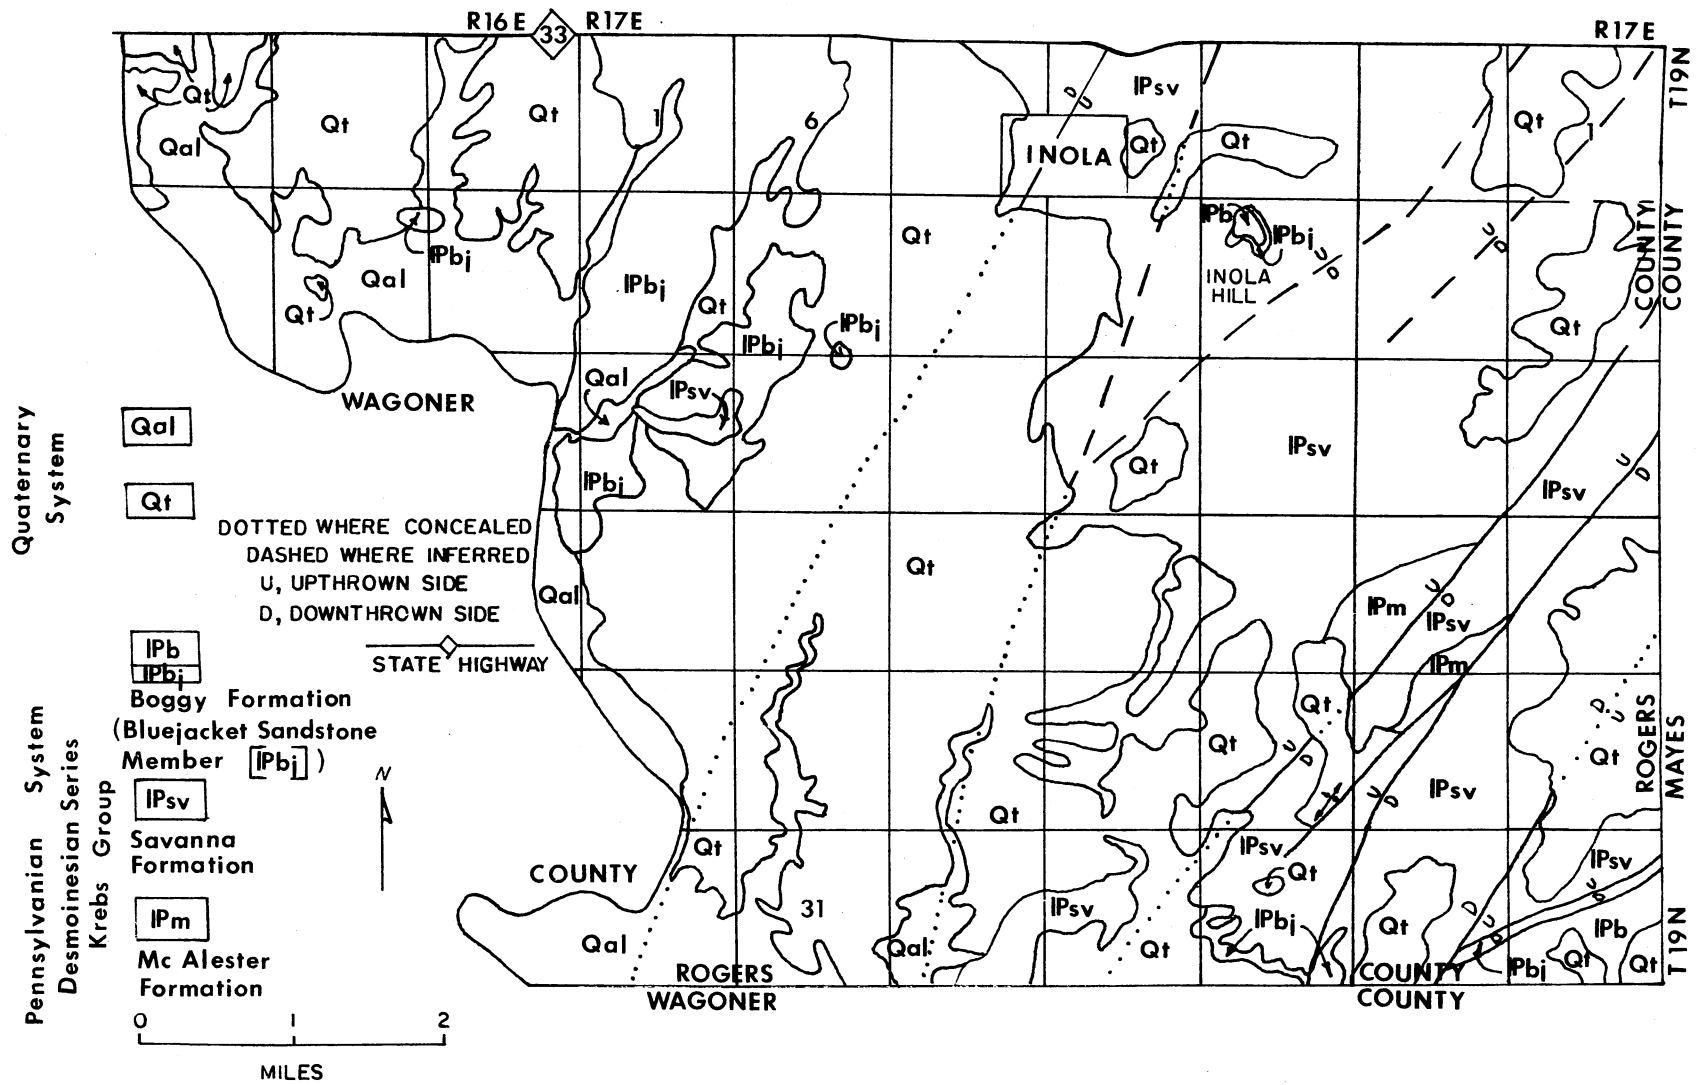 R16E 33 R17E R17E
T19N
Qt Qt Qt 1 6 D U IPsv Qt 1
Qal INOLA Qt Qt
IPbj Qt IPb IPbj U D U D
Qal IPbj INOLA
HILL
COUNTY
COUNTY
Qt Qt IPbj IPbj Qt
Qal IPsv
WAGONER
IPsv
Qt
IPbj IPsv U D
Quaternary
System
Qal
Qt
DOTTED WHERE CONCEALED
DASHED WHERE INFERRED
U, UPTHROWN SIDE
D, DOWNTHROWN SIDE
STATE HIGHWAY
Qt
Qal
IPm U D IPsv
IPm
Pennsylvanian System
Desmoinesian Series
Krebs Group
IPb
IPbj
Boggy Formation
(Bluejacket Sandstone
Member [IPbj])
IPsv
Savanna
Formation
IPm
Mc Alester
Formation
N
Qt D U
Qt U D Qt
U D IPsv
ROGERS
MAYES
Qt
Qt IPsv IPsv
COUNTY Qt U D
31 IPsv IPbj Qt D U IPb
Qal Qal Qt D Qt Qt
IPbj
T19N
ROGERS COUNTY
WAGONER COUNTY
0 1 2
MILES